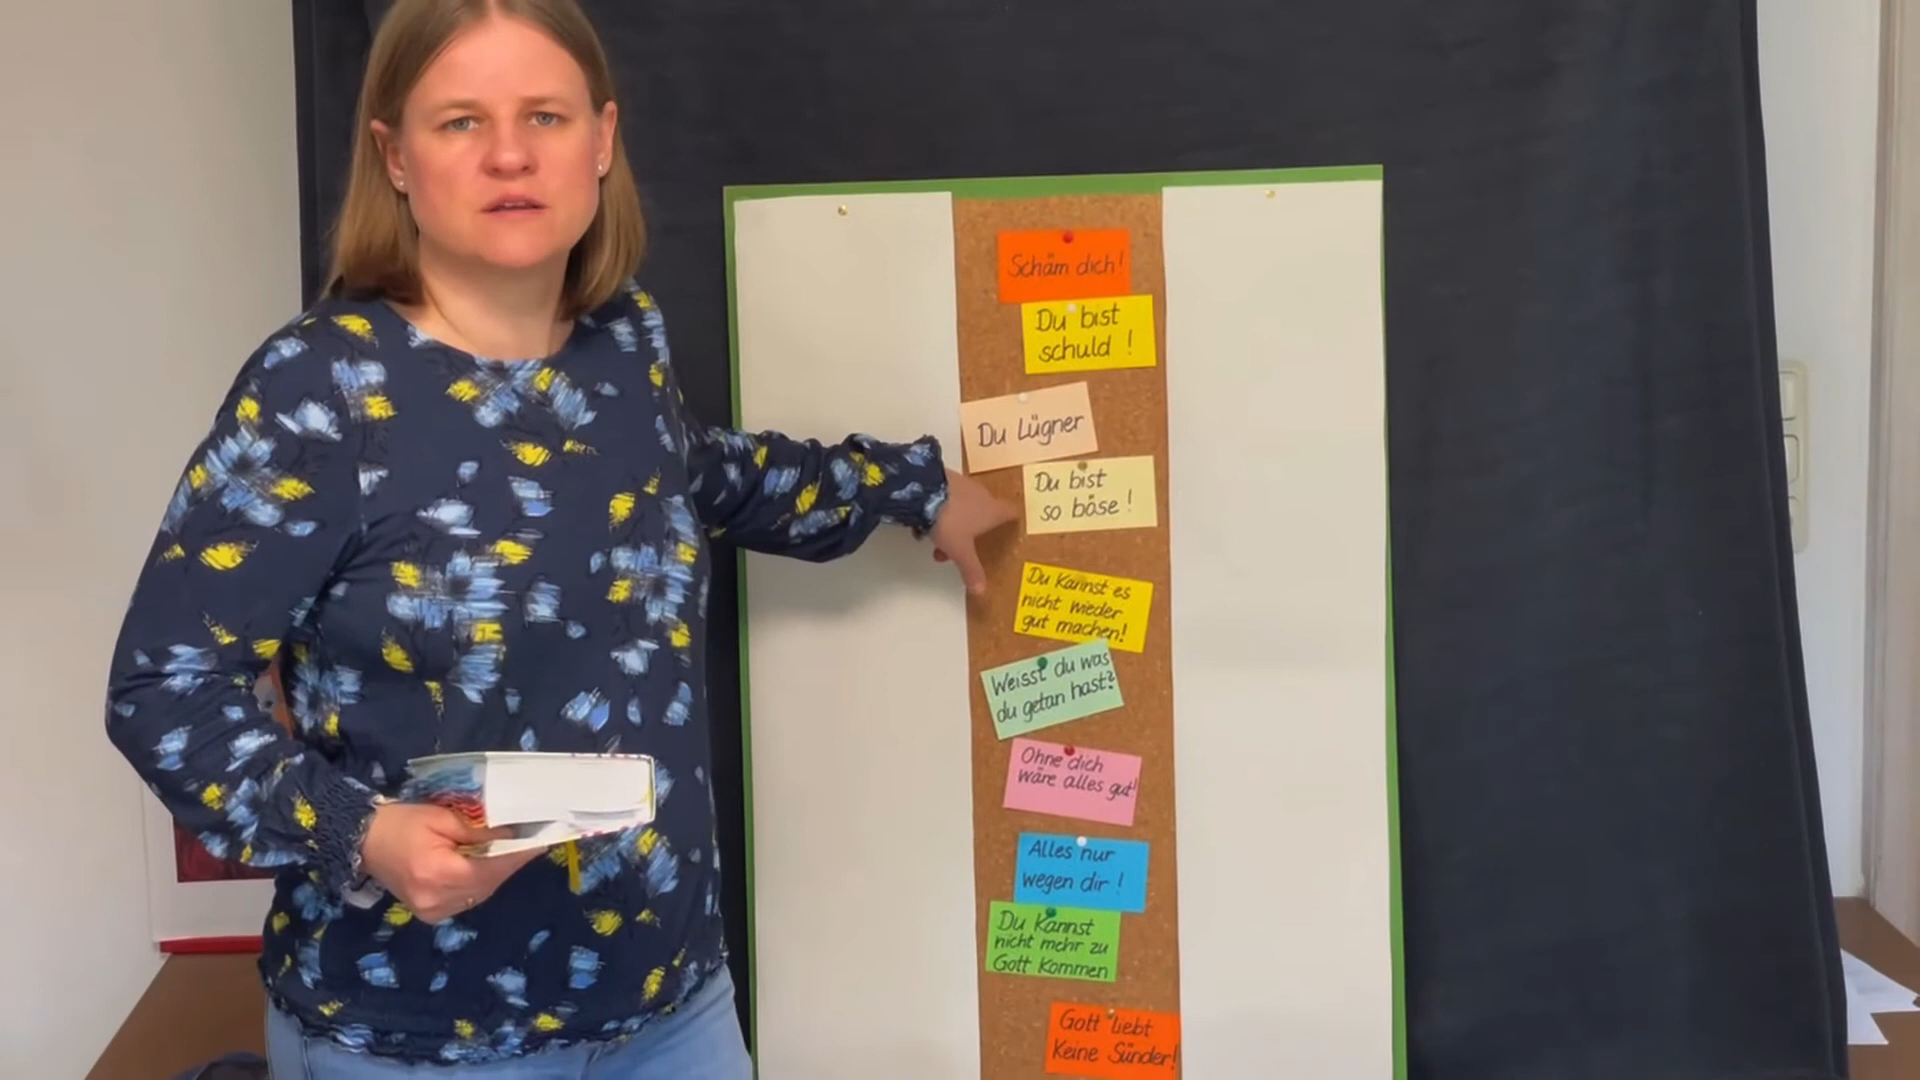 Schäm dich!
Du bist
schuld !
Du Lügner
Du bist
so böse !
Du Kannst es
nicht wieder
gut machen!
Weisst du was
du getan hast?
Ohne dich
wäre alles gut!
Alles nur
wegen dir !
Du Kannst
nicht mehr zu
Gott Kommen
Gott liebt
Keine Sünder!